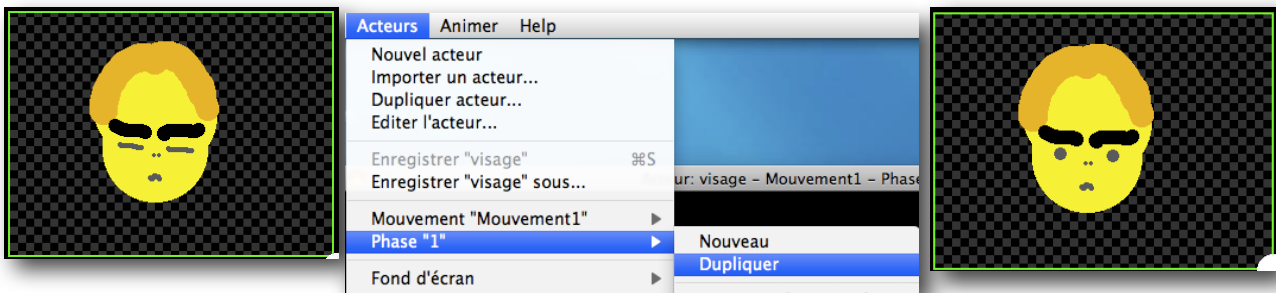 Acteurs Animer Help
Nouvel acteur
Importer un acteur...
Dupliquer acteur...
Editer l'acteur...
Enregistrer "visage" ⌘S
Enregistrer "visage" sous...
ur: visage – Mouvement1 – Phase
Mouvement "Mouvement1"
Phase "1"
Nouveau
Dupliquer
Fond d'écran